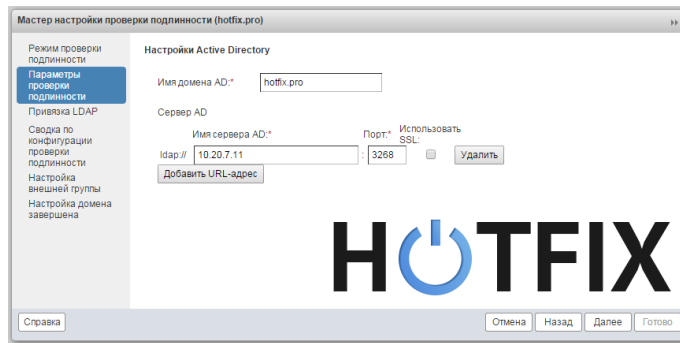 Мастер настройки проверки подлинности (hotfix.pro)
Режим проверки
подлинности
Параметры
проверки
подлинности
Привязка LDAP
Сводка по
конфигурации
проверки
подлинности
Настройка
внешней группы
Настройка домена
завершена
Настройки Active Directory
Имя домена AD:* hotfix.pro
Сервер AD
Имя сервера AD:* Порт:* Использовать
SSL:
ldap:// 10.20.7.11 : 3268 Удалить
Добавить URL-адрес
HOTFIX
Справка Отмена Назад Далее Готово